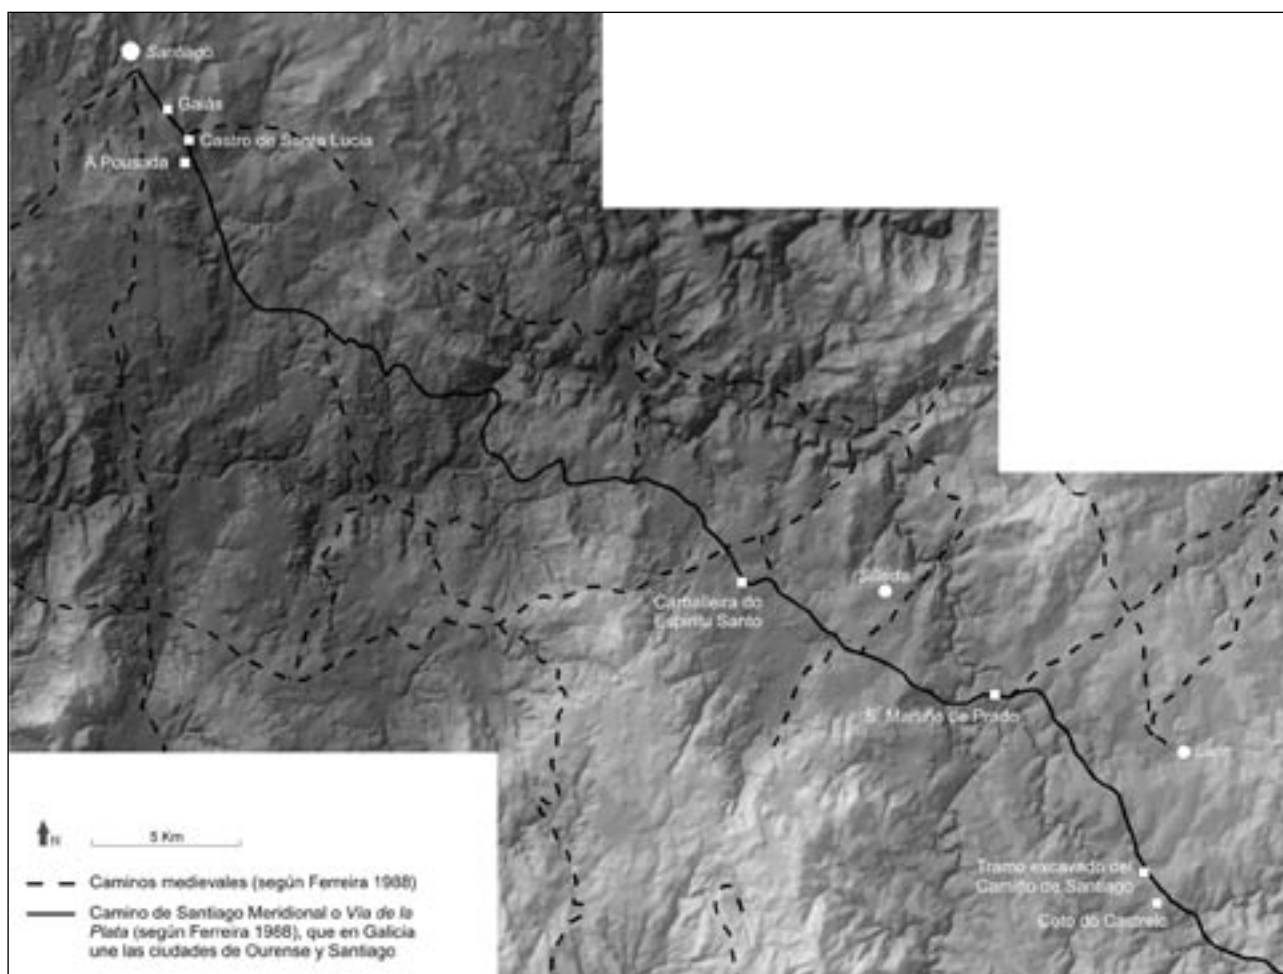 Santiago
Gaiás
Castro de Santa Lucia
A Pousada
Silleda
Carballeira do
Espíritu Santo
S. Martiño de Prado
Lalín
Tramo excavado del
Camino de Santiago
Coto do Castrelo
N
5 Km
Caminos medievales (según Ferreira 1988)
Camino de Santiago Meridional o Vía de la
Plata (según Ferreira 1988), que en Galicia
une las ciudades de Ourense y Santiago